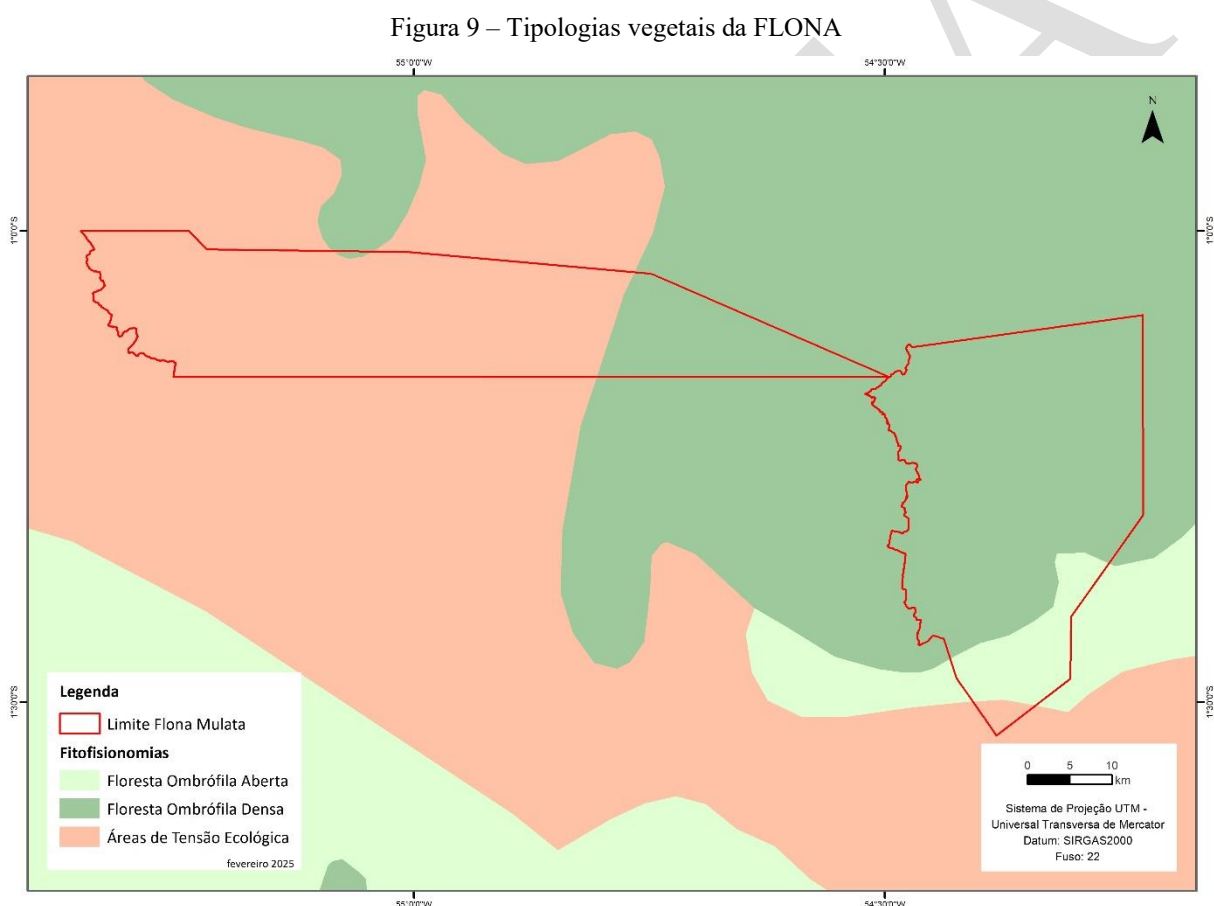 Figura 9 – Tipologias vegetais da FLONA
55°0'0"W
54°30'0"W
N
1°0'0"S
1°0'0"S
Legenda
Limite Flona Mulata
Fitofisionomias
Floresta Ombrófila Aberta
Floresta Ombrófila Densa
Áreas de Tensão Ecológica
fevereiro 2025
1°30'0"S
1°30'0"S
0 5 10
km
Sistema de Projeção UTM -
Universal Transversa de Mercator
Datum: SIRGAS2000
Fuso: 22
55°0'0"W
54°30'0"W